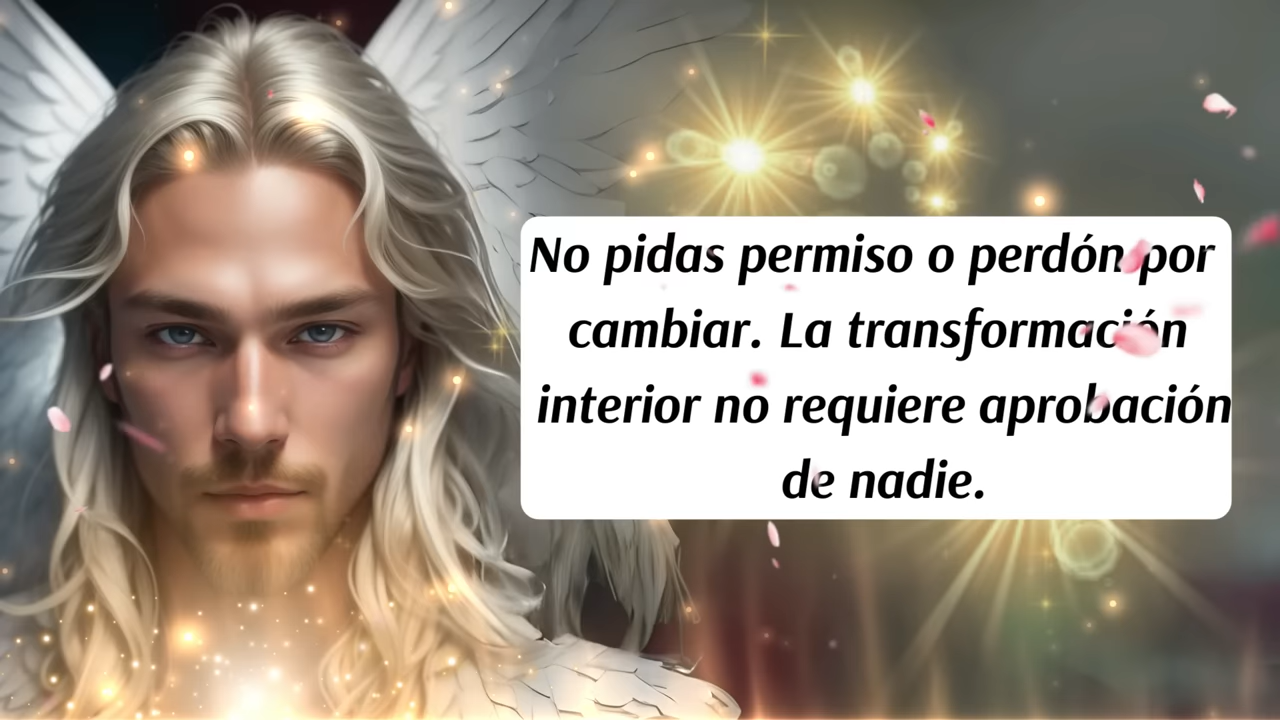 No pidas permiso o perdón por
cambiar. La transformación
interior no requiere aprobación
de nadie.